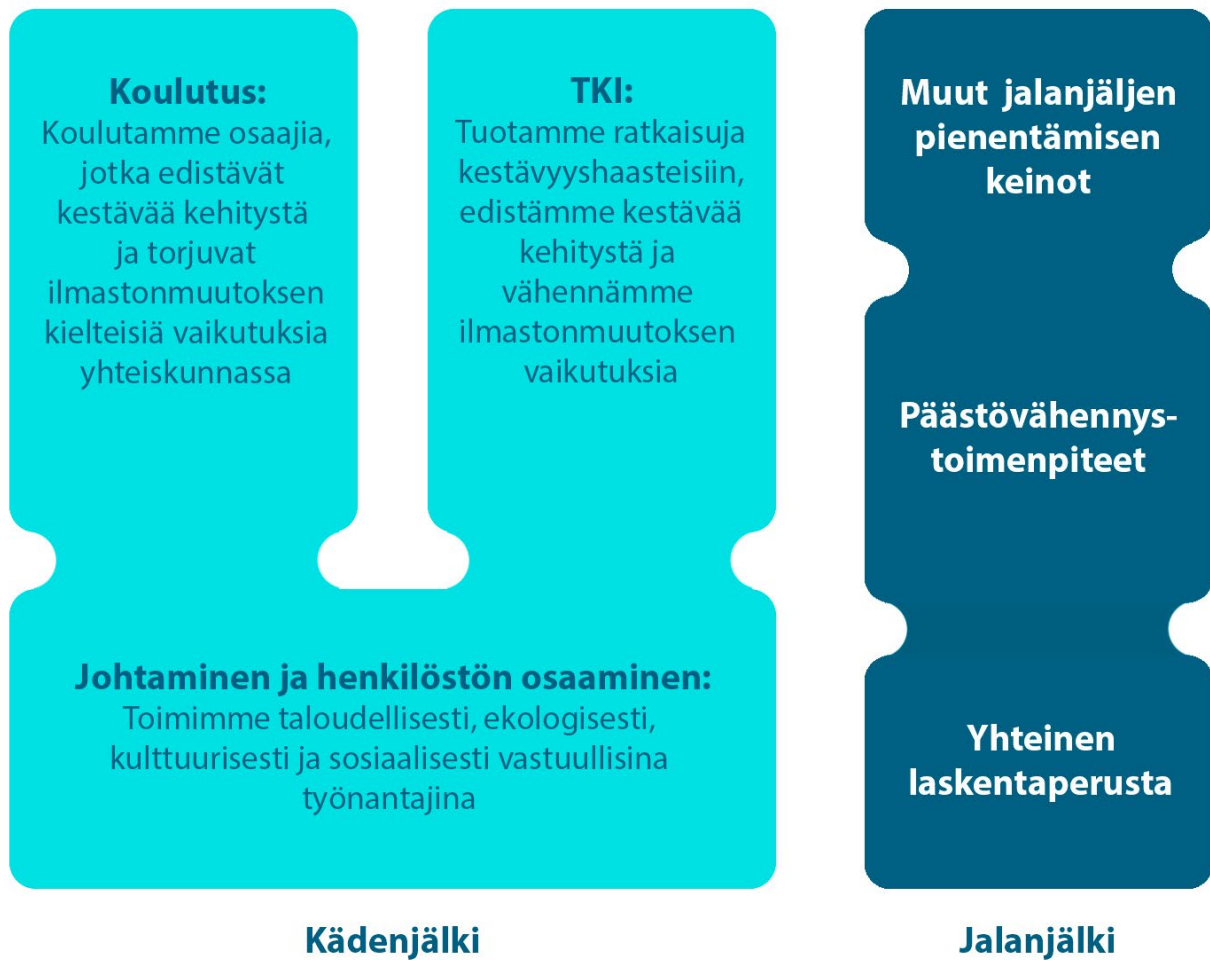 Koulutus:
Koulutamme osaajia,
jotka edistävät
kestävää kehitystä
ja torjuvat
ilmastonmuutoksen
kielteisiä vaikutuksia
yhteiskunnassa
TKI:
Tuotamme ratkaisuja
kestävyyshaasteisiin,
edistämme kestävää
kehitystä ja
vähennämme
ilmastonmuutoksen
vaikutuksia
Johtaminen ja henkilöstön osaaminen:
Toimimme taloudellisesti, ekologisesti,
kulttuurisesti ja sosiaalisesti vastuullisina
työnantajina
Kädenjälki
Muut jalanjäljen
pienentämisen
keinot
Päästövähennys-
toimenpiteet
Yhteinen
laskentaperusta
Jalanjälki